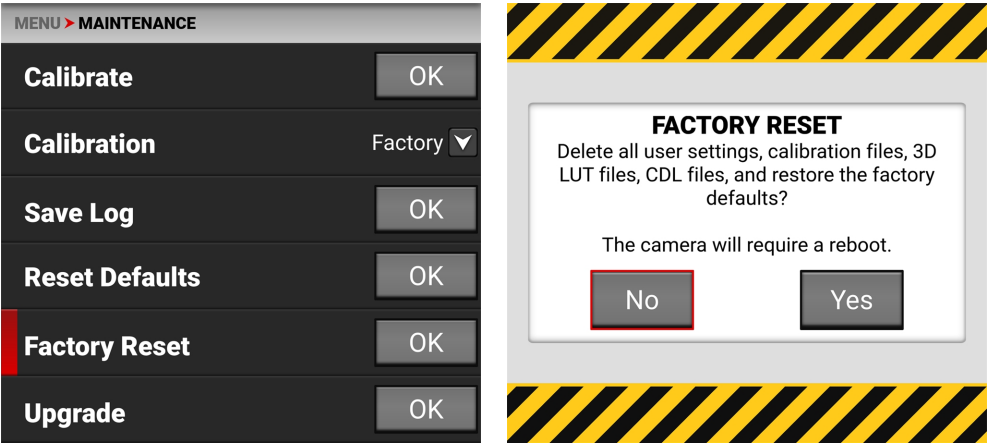 MENU > MAINTENANCE
Calibrate OK
Calibration Factory
Save Log OK
Reset Defaults OK
Factory Reset OK
Upgrade OK
FACTORY RESET
Delete all user settings, calibration files, 3D
LUT files, CDL files, and restore the factory
defaults?
The camera will require a reboot.
No Yes